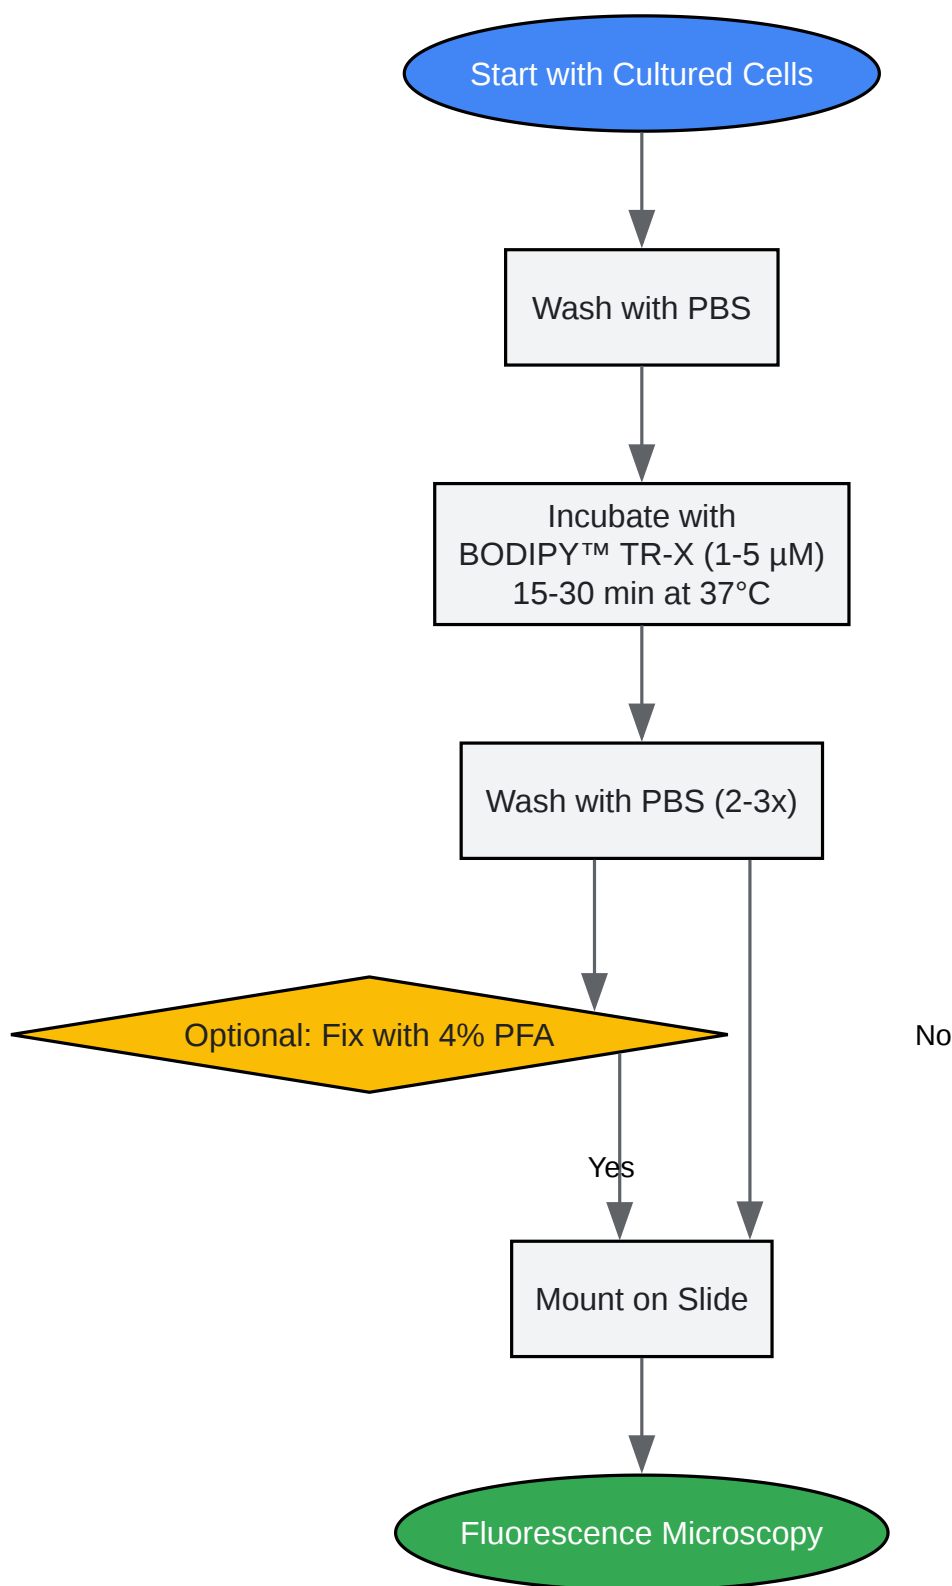 Start with Cultured Cells
Wash with PBS
Incubate with
BODIPY™ TR-X (1-5 µM)
15-30 min at 37°C
Wash with PBS (2-3x)
Optional: Fix with 4% PFA
No
Yes
Mount on Slide
Fluorescence Microscopy